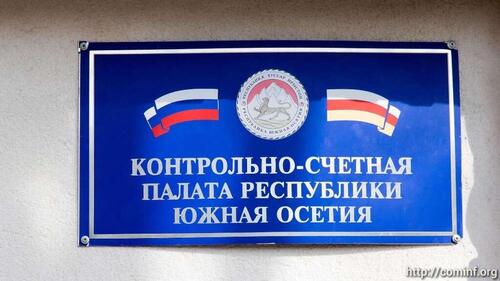 КОНТРОЛЬНО-СЧЕТНАЯ
ПАЛАТА РЕСПУБЛИКИ
ЮЖНАЯ ОСЕТИЯ
http://cominf.org